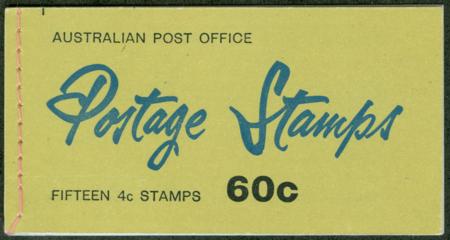 AUSTRALIAN POST OFFICE
Postage Stamps
FIFTEEN 4c STAMPS 60c